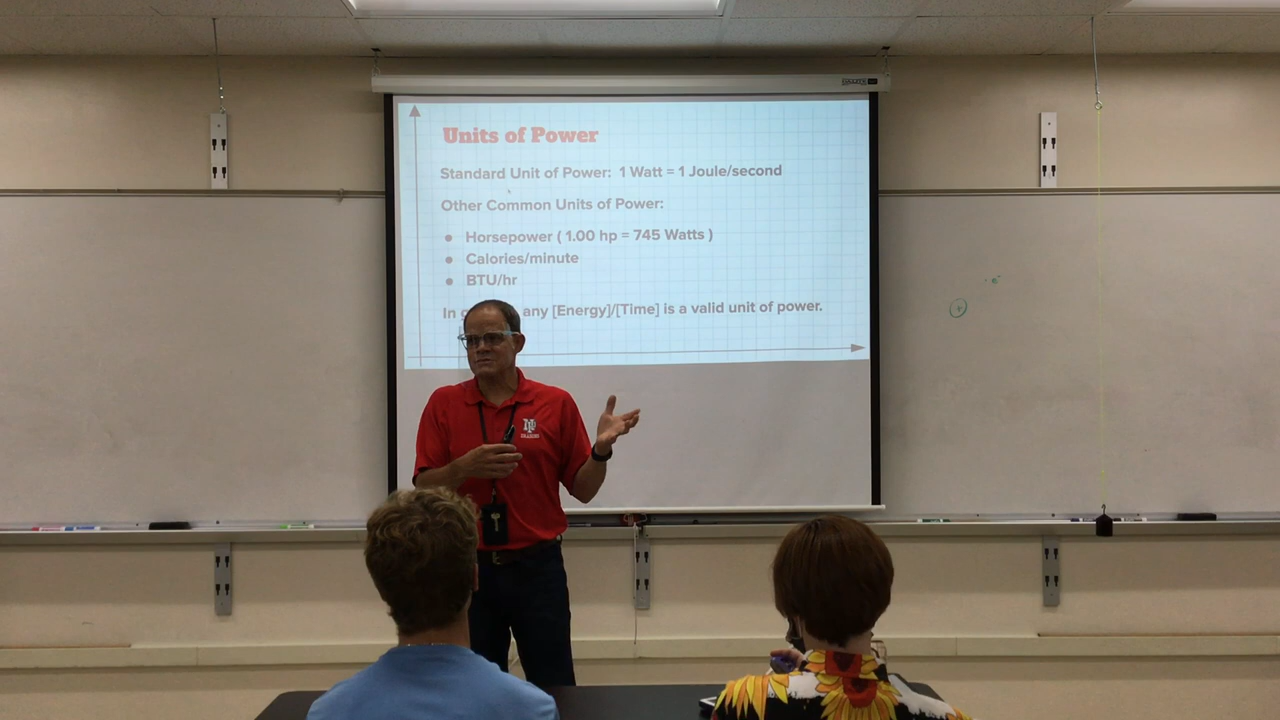 Units of Power
Standard Unit of Power: 1 Watt = 1 Joule/second
Other Common Units of Power:
● Horsepower ( 1.00 hp = 745 Watts )
● Calories/minute
● BTU/hr
In any [Energy]/[Time] is a valid unit of power.